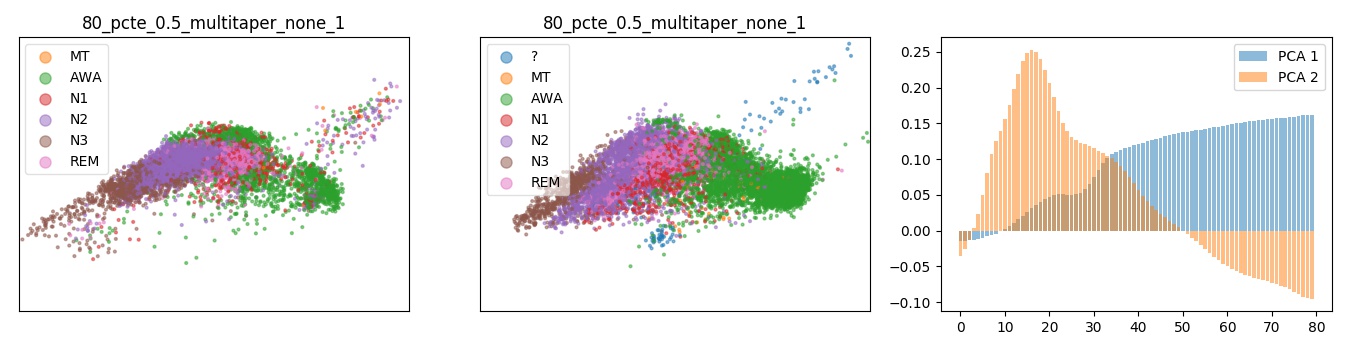 80_pcte_0.5_multitaper_none_1
MT
AWA
N1
N2
N3
REM
80_pcte_0.5_multitaper_none_1
?
MT
AWA
N1
N2
N3
REM
PCA 1
PCA 2
0.25
0.20
0.15
0.10
0.05
0.00
−0.05
−0.10
0 10 20 30 40 50 60 70 80